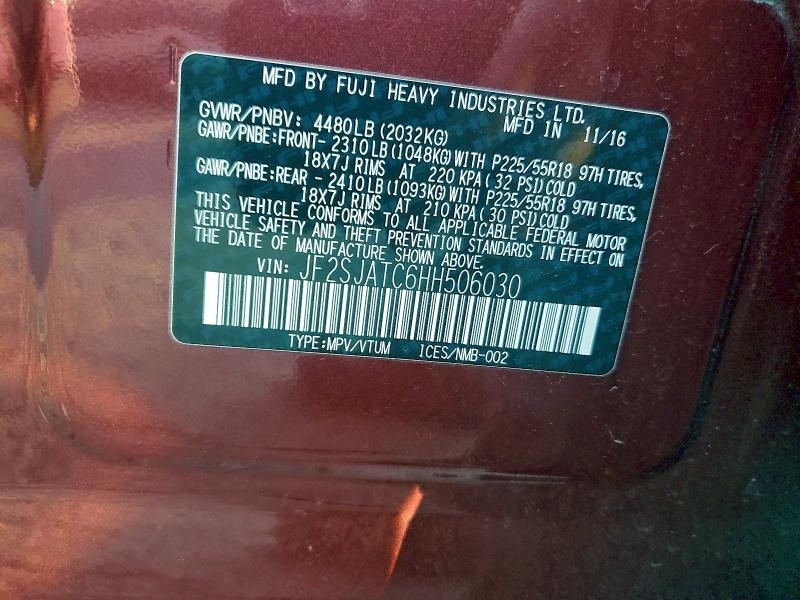 MFD BY FUJI HEAVY INDUSTRIES LTD.
MFD IN 11/16
GVWR/PNBV: 4480LB(2032KG)
GAWR/PNBE:FRONT- 2310LB(1048KG)WITH P225/55R18 97H TIRES,
18X7J RIMS AT 220 KPA( 32 PSI)COLD
GAWR/PNBE:REAR - 2410LB(1093KG)WITH P225/55R18 97H TIRES,
18X7J RIMS AT 210 KPA( 30 PSI)COLD
THIS VEHICLE CONFORMS TO ALL APPLICABLE FEDERAL MOTOR
VEHICLE SAFETY AND THEFT PREVENTION STANDARDS IN EFFECT ON
THE DATE OF MANUFACTURE SHOWN ABOVE.
VIN: JF2SJATC6HH506030
TYPE:MPV/VTUM ICES/NMB-002